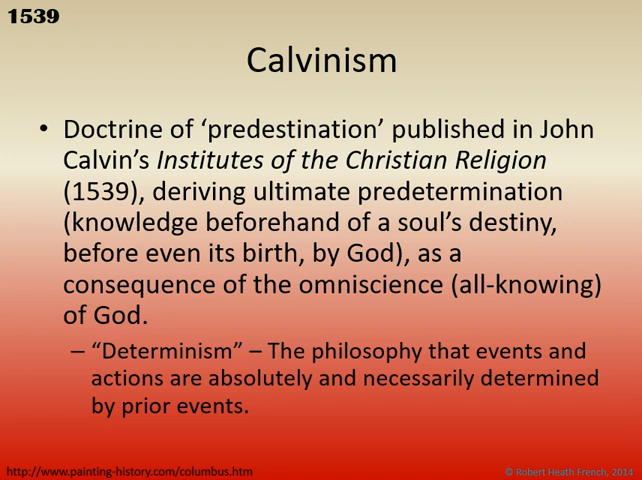 1539
Calvinism
• Doctrine of ‘predestination’ published in John
Calvin’s Institutes of the Christian Religion
(1539), deriving ultimate predetermination
(knowledge beforehand of a soul’s destiny,
before even its birth, by God), as a
consequence of the omniscience (all-knowing)
of God.
– “Determinism” – The philosophy that events and
actions are absolutely and necessarily determined
by prior events.
http://www.painting-history.com/columbus.htm
© Robert Heath French, 2014